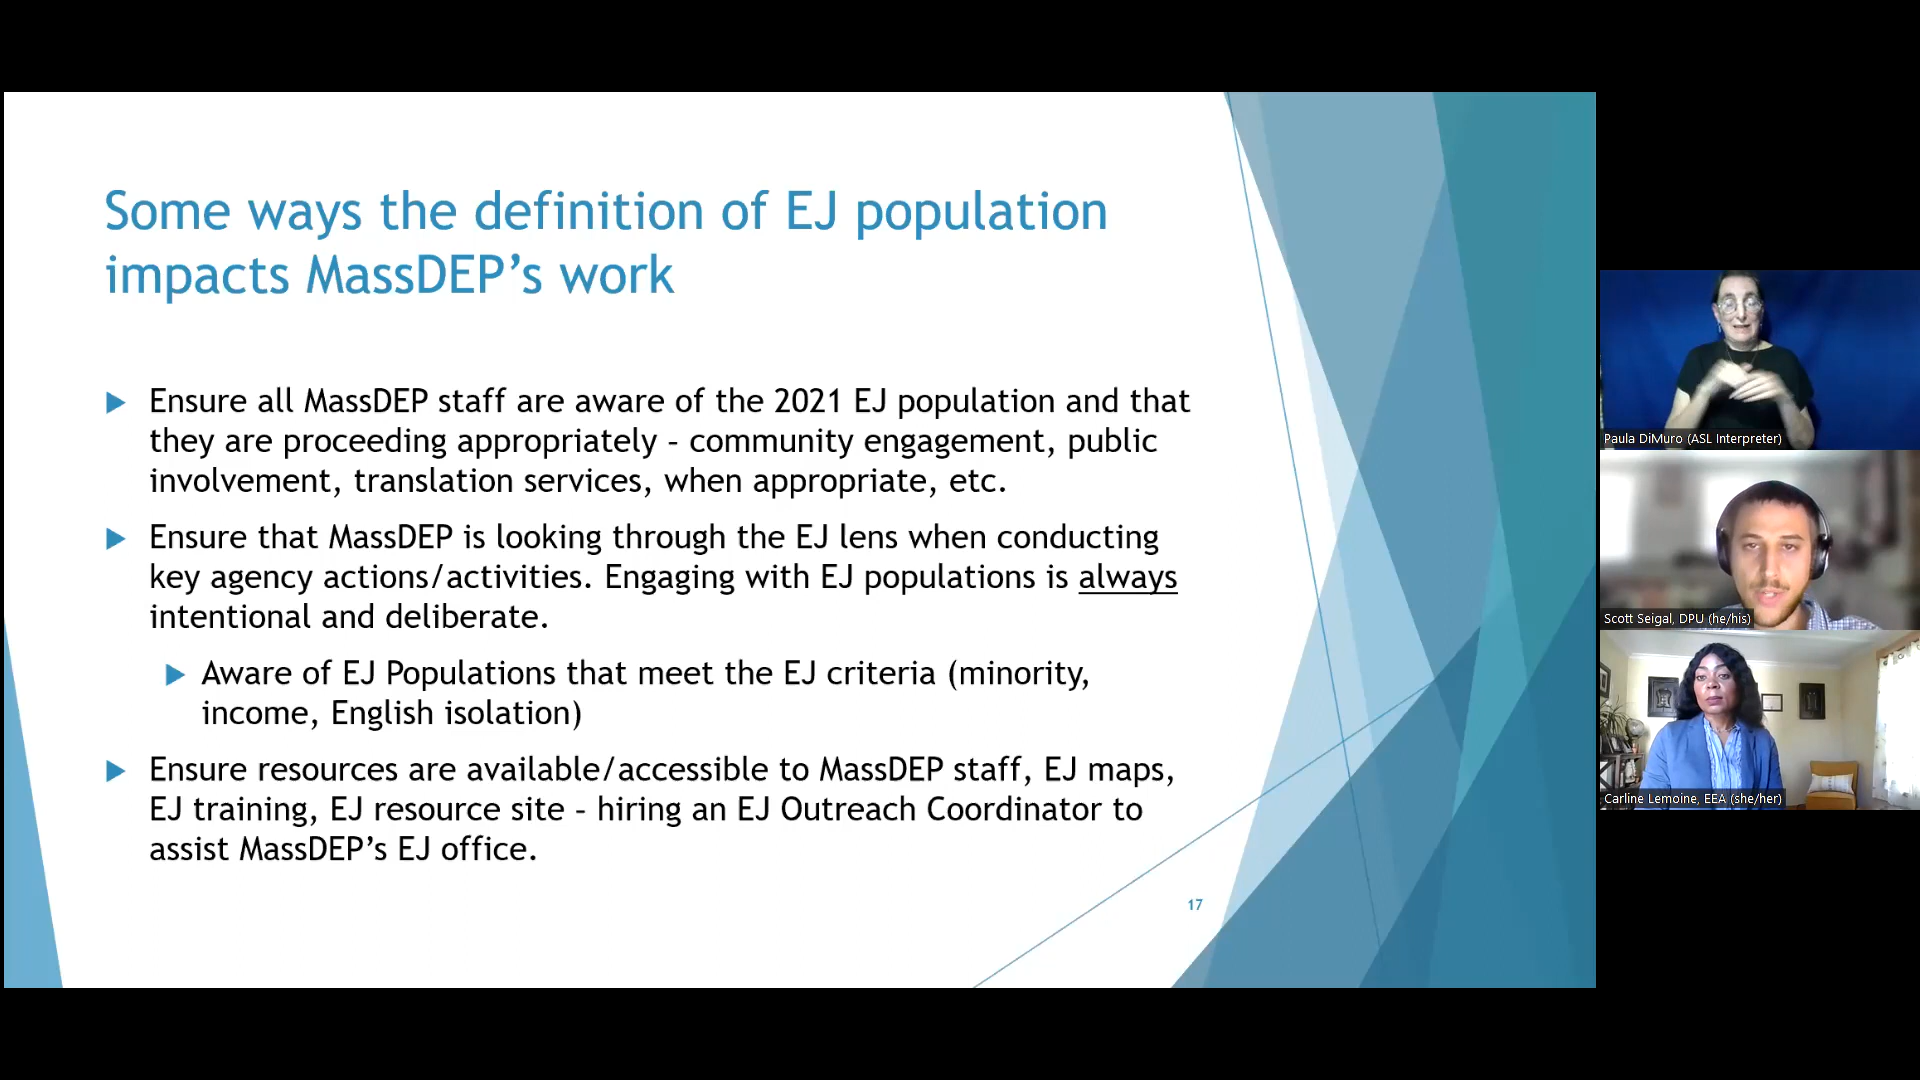 Some ways the definition of EJ population
impacts MassDEP’s work
Ensure all MassDEP staff are aware of the 2021 EJ population and that
they are proceeding appropriately – community engagement, public
involvement, translation services, when appropriate, etc.
Ensure that MassDEP is looking through the EJ lens when conducting
key agency actions/activities. Engaging with EJ populations is always
intentional and deliberate.
Aware of EJ Populations that meet the EJ criteria (minority,
income, English isolation)
Ensure resources are available/accessible to MassDEP staff, EJ maps,
EJ training, EJ resource site – hiring an EJ Outreach Coordinator to
assist MassDEP’s EJ office.
17
Paula DiMuro (ASL Interpreter)
Scott Seigal, DPU (he/his)
Carline Lemoine, EEA (she/her)